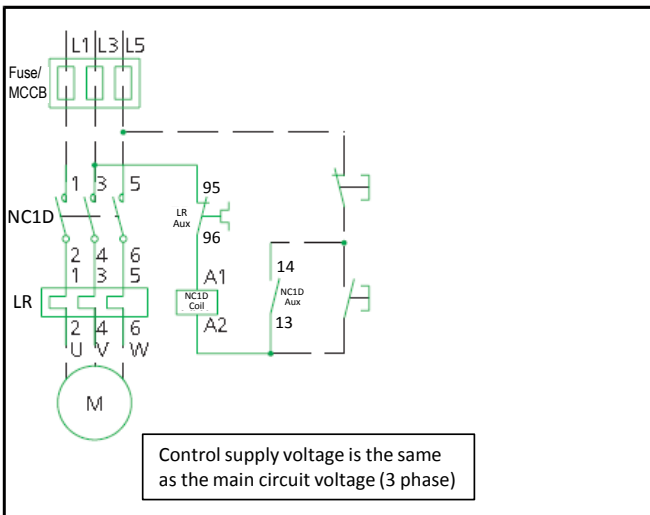 L1 L3 L5
Fuse/
MCCB
1 3 5
95
NC1D
LR
Aux
96
2 4 6
1 3 5
A1
14
LR
NC1D
Coil
NC1D
Aux
A2
13
2 4 6
U V W
M
Control supply voltage is the same
as the main circuit voltage (3 phase)